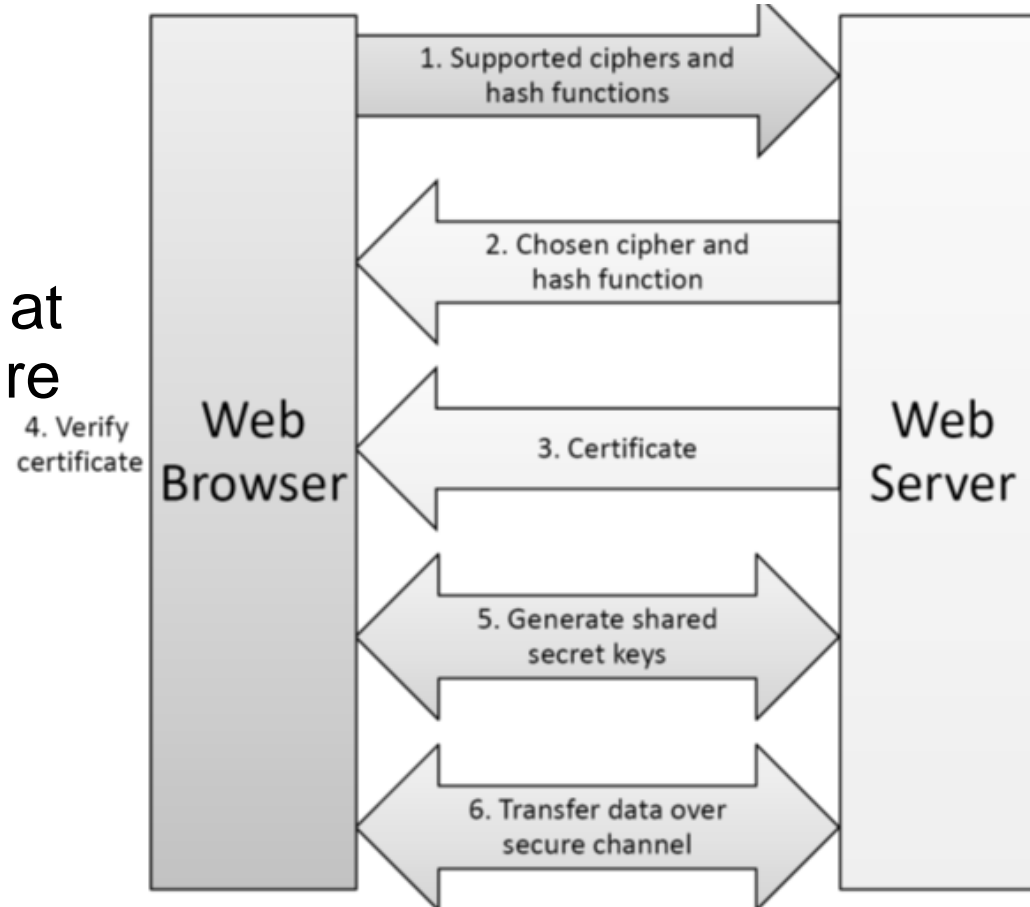 1. Supported ciphers and
hash functions
2. Chosen cipher and
hash function
at
re
4. Verify
certificate
Web
Browser
3. Certificate
Web
Server
5. Generate shared
secret keys
6. Transfer data over
secure channel